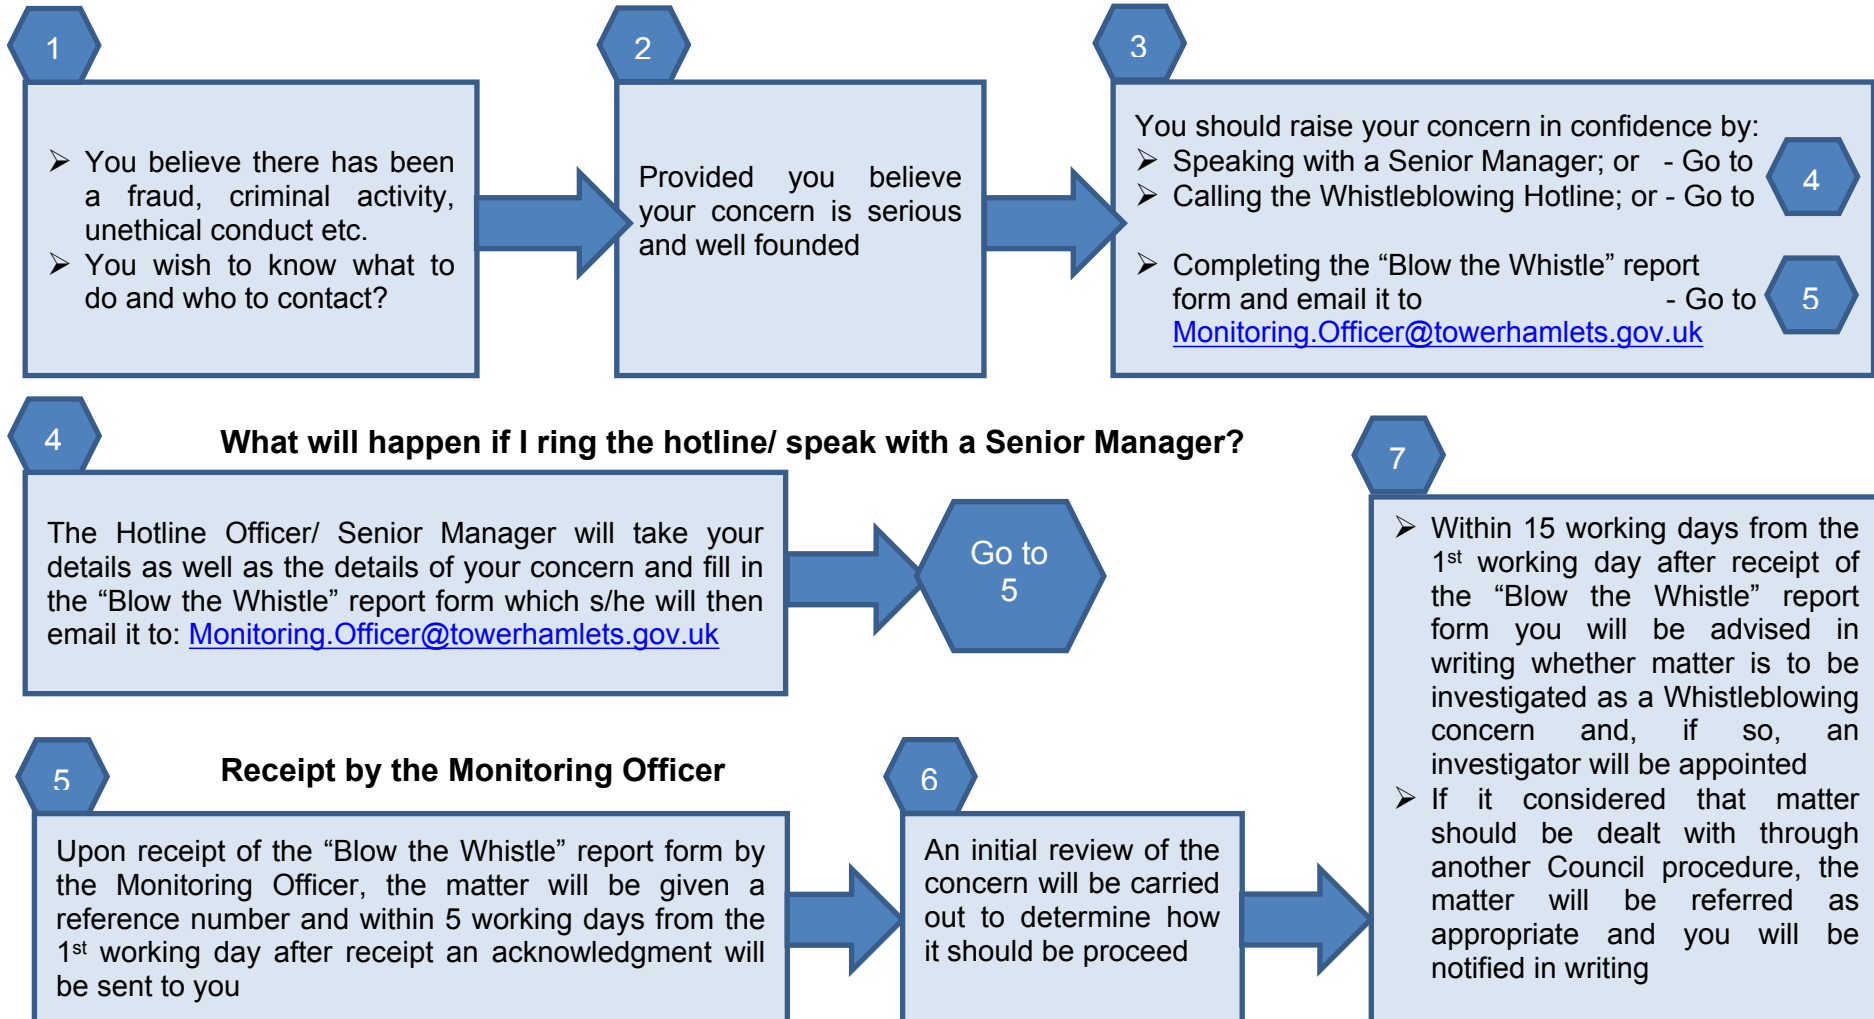 1
➢ You believe there has been
a fraud, criminal activity,
unethical conduct etc.
➢ You wish to know what to
do and who to contact?
2
Provided you believe
your concern is serious
and well founded
3
You should raise your concern in confidence by:
➢ Speaking with a Senior Manager; or - Go to
➢ Calling the Whistleblowing Hotline; or - Go to
4
➢ Completing the “Blow the Whistle” report
form and email it to - Go to
5
Monitoring.Officer@towerhamlets.gov.uk
4
What will happen if I ring the hotline/ speak with a Senior Manager?
The Hotline Officer/ Senior Manager will take your
details as well as the details of your concern and fill in
the “Blow the Whistle” report form which s/he will then
email it to: Monitoring.Officer@towerhamlets.gov.uk
Go to
5
5
Receipt by the Monitoring Officer
Upon receipt of the “Blow the Whistle” report form by
the Monitoring Officer, the matter will be given a
reference number and within 5 working days from the
1st working day after receipt an acknowledgment will
be sent to you
6
An initial review of the
concern will be carried
out to determine how
it should be proceed
7
➢ Within 15 working days from the
1st working day after receipt of
the “Blow the Whistle” report
form you will be advised in
writing whether matter is to be
investigated as a Whistleblowing
concern and, if so, an
investigator will be appointed
➢ If it considered that matter
should be dealt with through
another Council procedure, the
matter will be referred as
appropriate and you will be
notified in writing